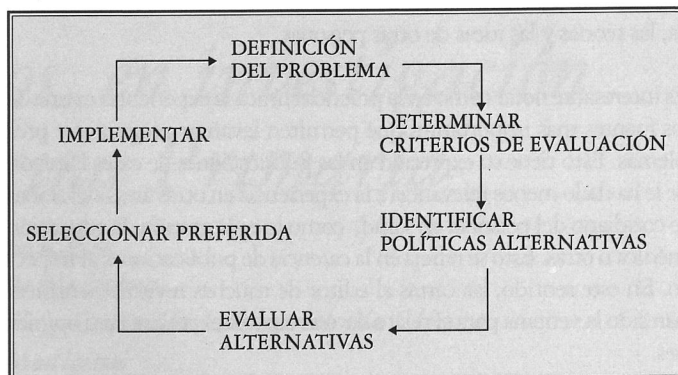 DEFINICIÓN
DEL PROBLEMA
DETERMINAR
CRITERIOS DE EVALUACIÓN
IDENTIFICAR
POLÍTICAS ALTERNATIVAS
EVALUAR
ALTERNATIVAS
SELECCIONAR PREFERIDA
IMPLEMENTAR